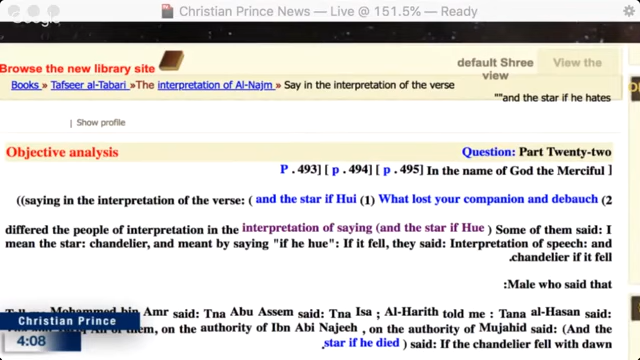 Christian Prince News — Live @ 151.5% — Ready
Browse the new library site
default Shree view
View the
Books » Tafseer al-Tabari »The interpretation of Al-Najm » Say in the interpretation of the verse
""and the star if he hates
| Show profile
Objective analysis
Question: Part Twenty-two
P . 493] [ p . 494] [ p . 495] In the name of God the Merciful ]
((saying in the interpretation of the verse: ( and the star if Hui (1) What lost your companion and debauch (2
differed the people of interpretation in the interpretation of saying (and the star if Hue ) Some of them said: I
mean the star: chandelier, and meant by saying "if he hue": If it fell, they said: Interpretation of speech: and
.chandelier if it fell
:Male who said that
Mohammed bin Amr said: Tna Abu Assem said: Tna Isa ; Al-Harith told me : Tana al-Hasan said:
of them, on the authority of Ibn Abi Najeeh , on the authority of Mujahid said: (And the
star if he died ) said: If the chandelier fell with dawn
Christian Prince
4:08